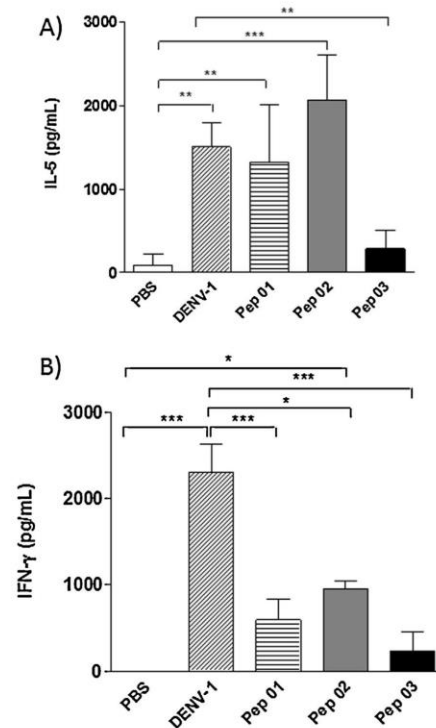 A)
**
***
**
**
3000
2000
1000
0
IL-5 (pg/mL)
PBS
DENV-1
Pep 01
Pep 02
Pep 03
B)
*
***
*
***
***
3000
2000
1000
0
IFN-γ (pg/mL)
PBS
DENV-1
Pep 01
Pep 02
Pep 03